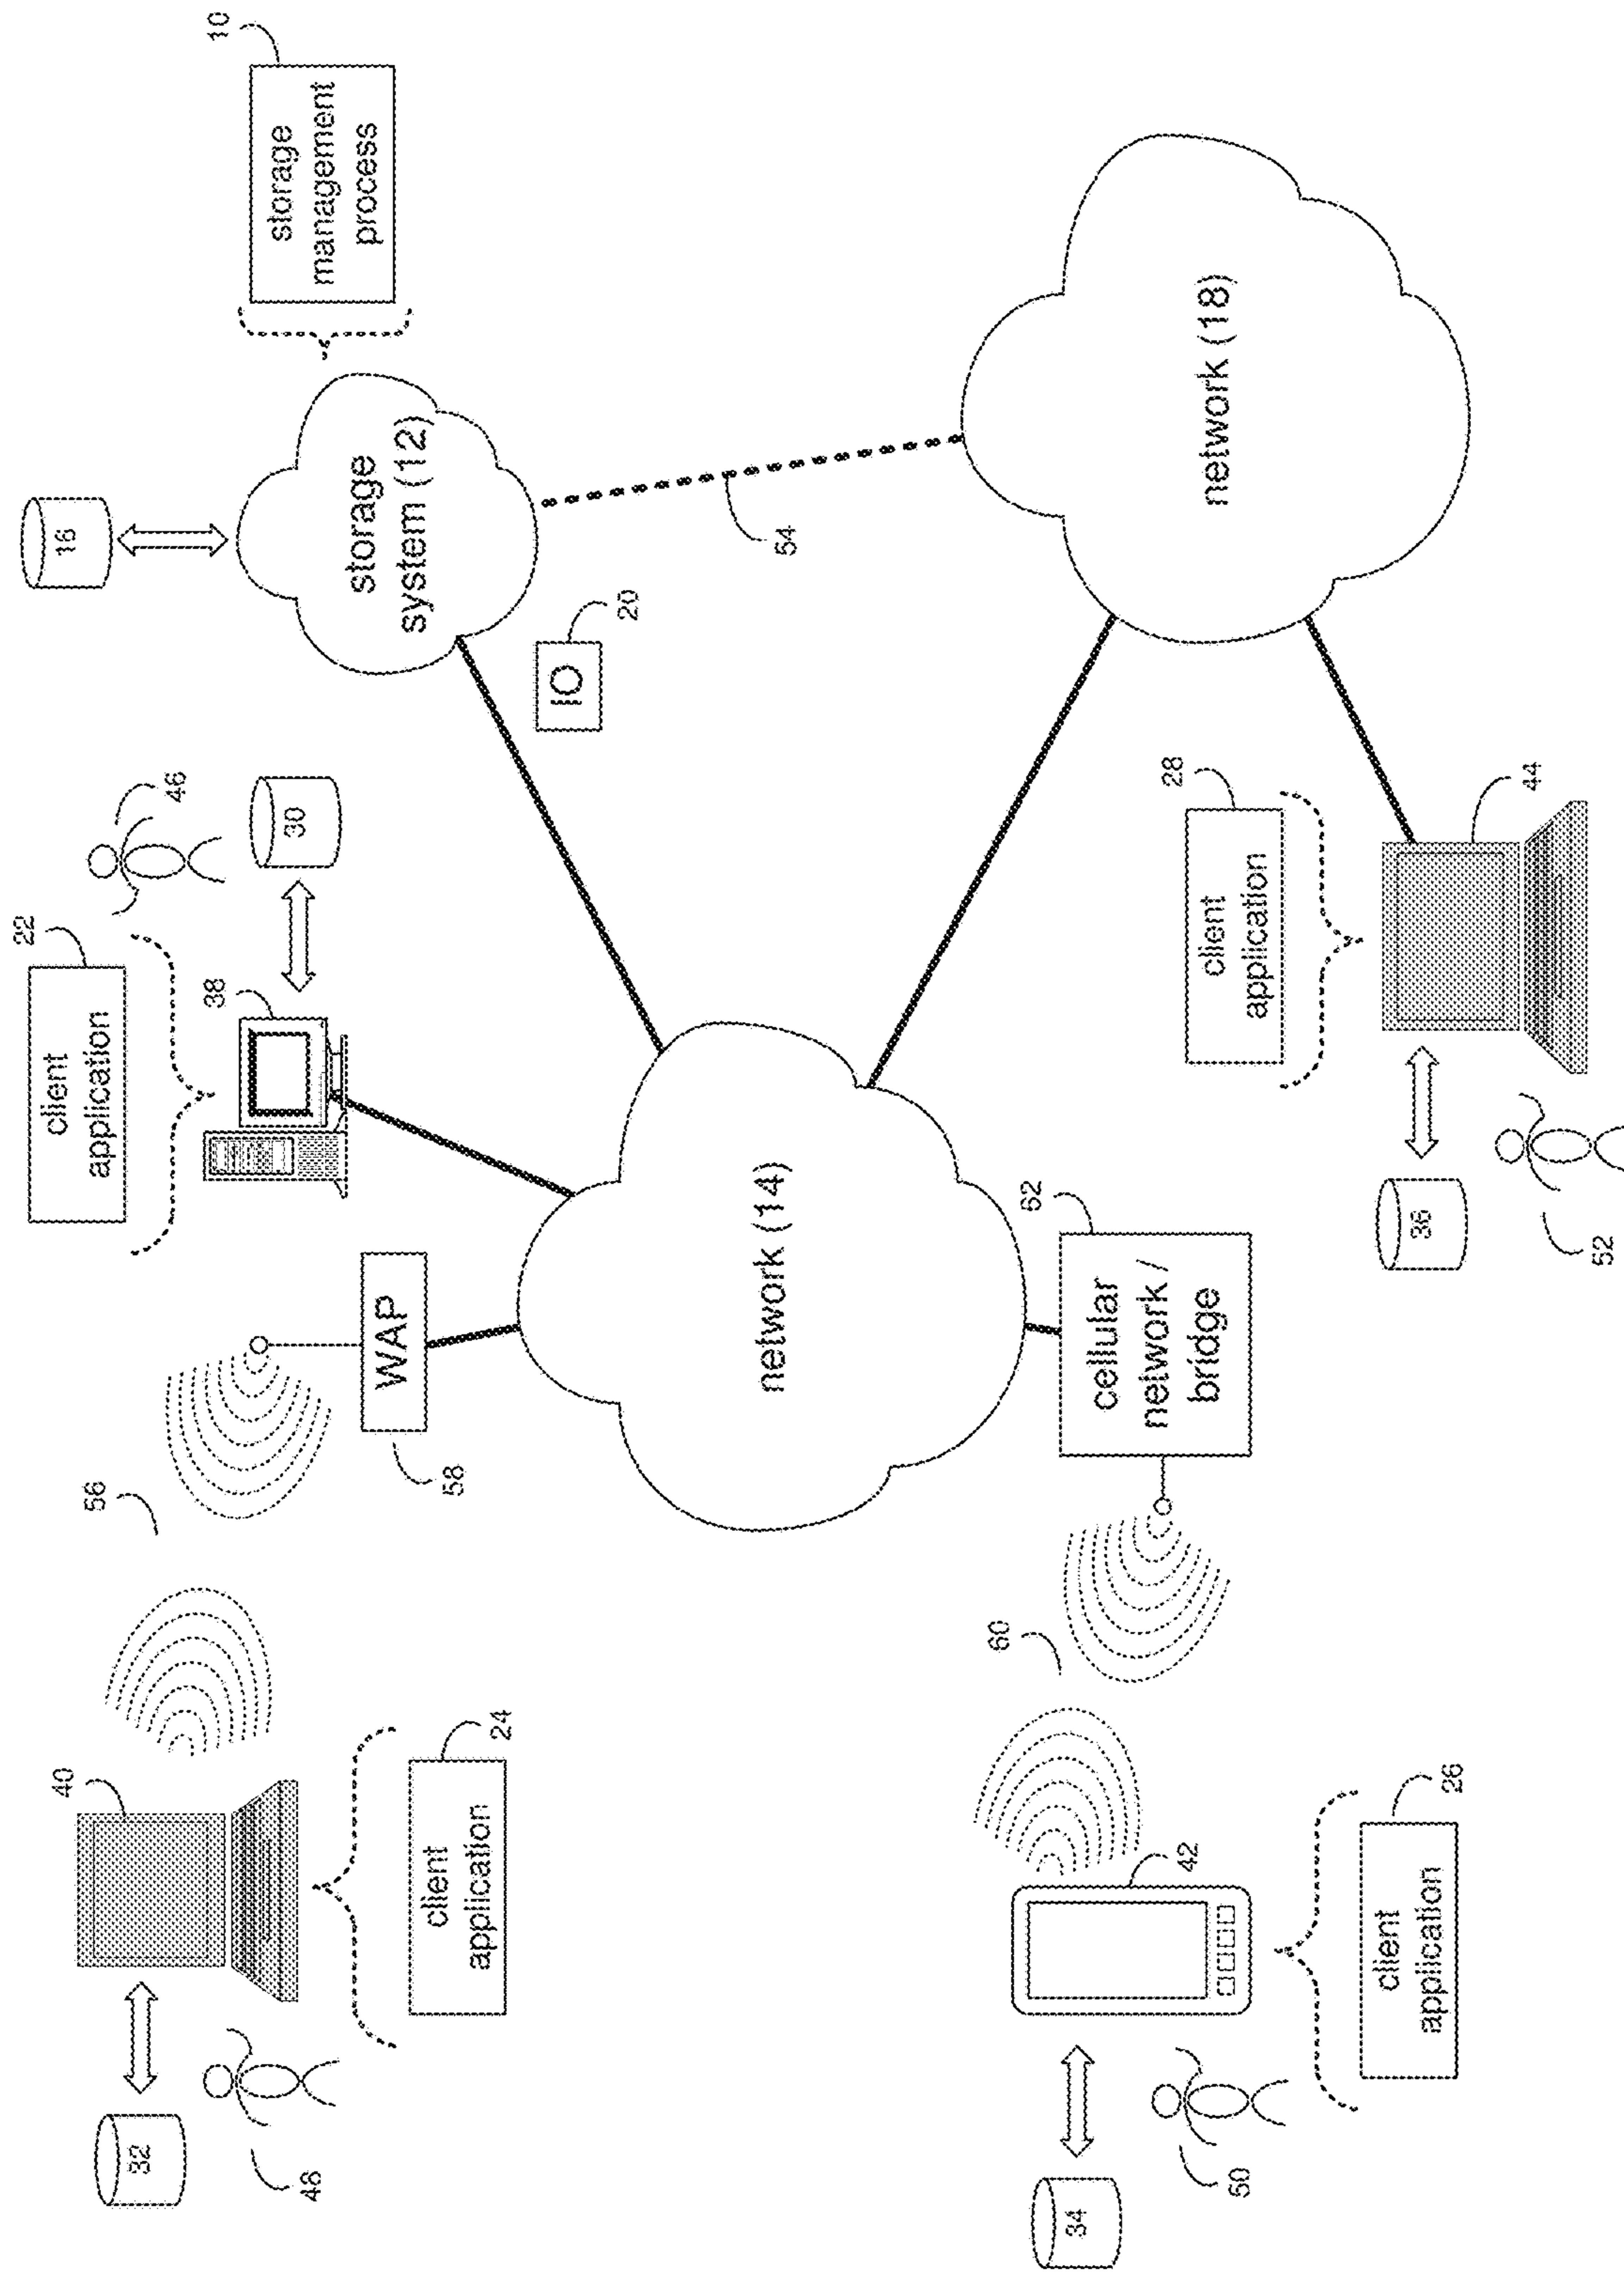 22
40
client
application
16
56
32
46
38
10
30
storage
management
process
48
storage
system (12)
WAP
58
24
client
application
IO
20
network (14)
54
60
62
34
cellular
network /
bridge
28
42
50
client
application
network (18)
client
application
26
36
44
52